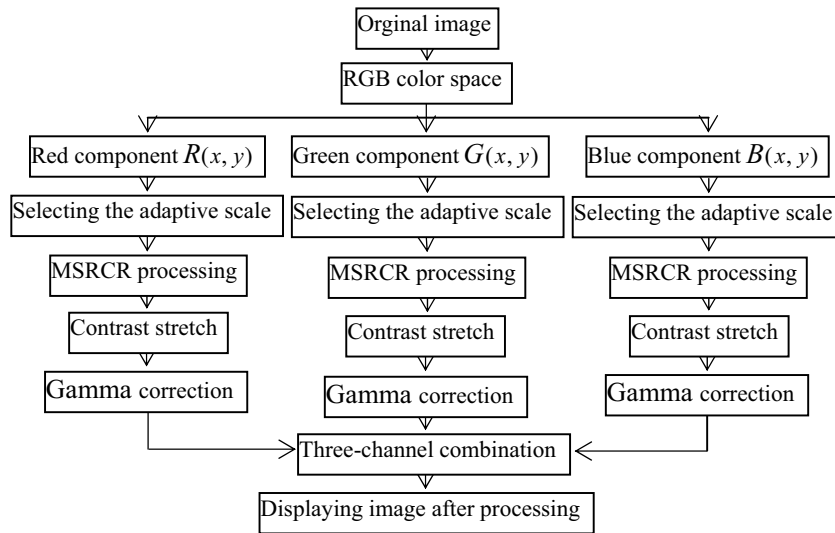 Orginal image
RGB color space
Red component R(x, y)
Green component G(x, y)
Blue component B(x, y)
Selecting the adaptive scale
Selecting the adaptive scale
Selecting the adaptive scale
MSRCR processing
MSRCR processing
MSRCR processing
Contrast stretch
Contrast stretch
Contrast stretch
Gamma correction
Gamma correction
Gamma correction
Three-channel combination
Displaying image after processing